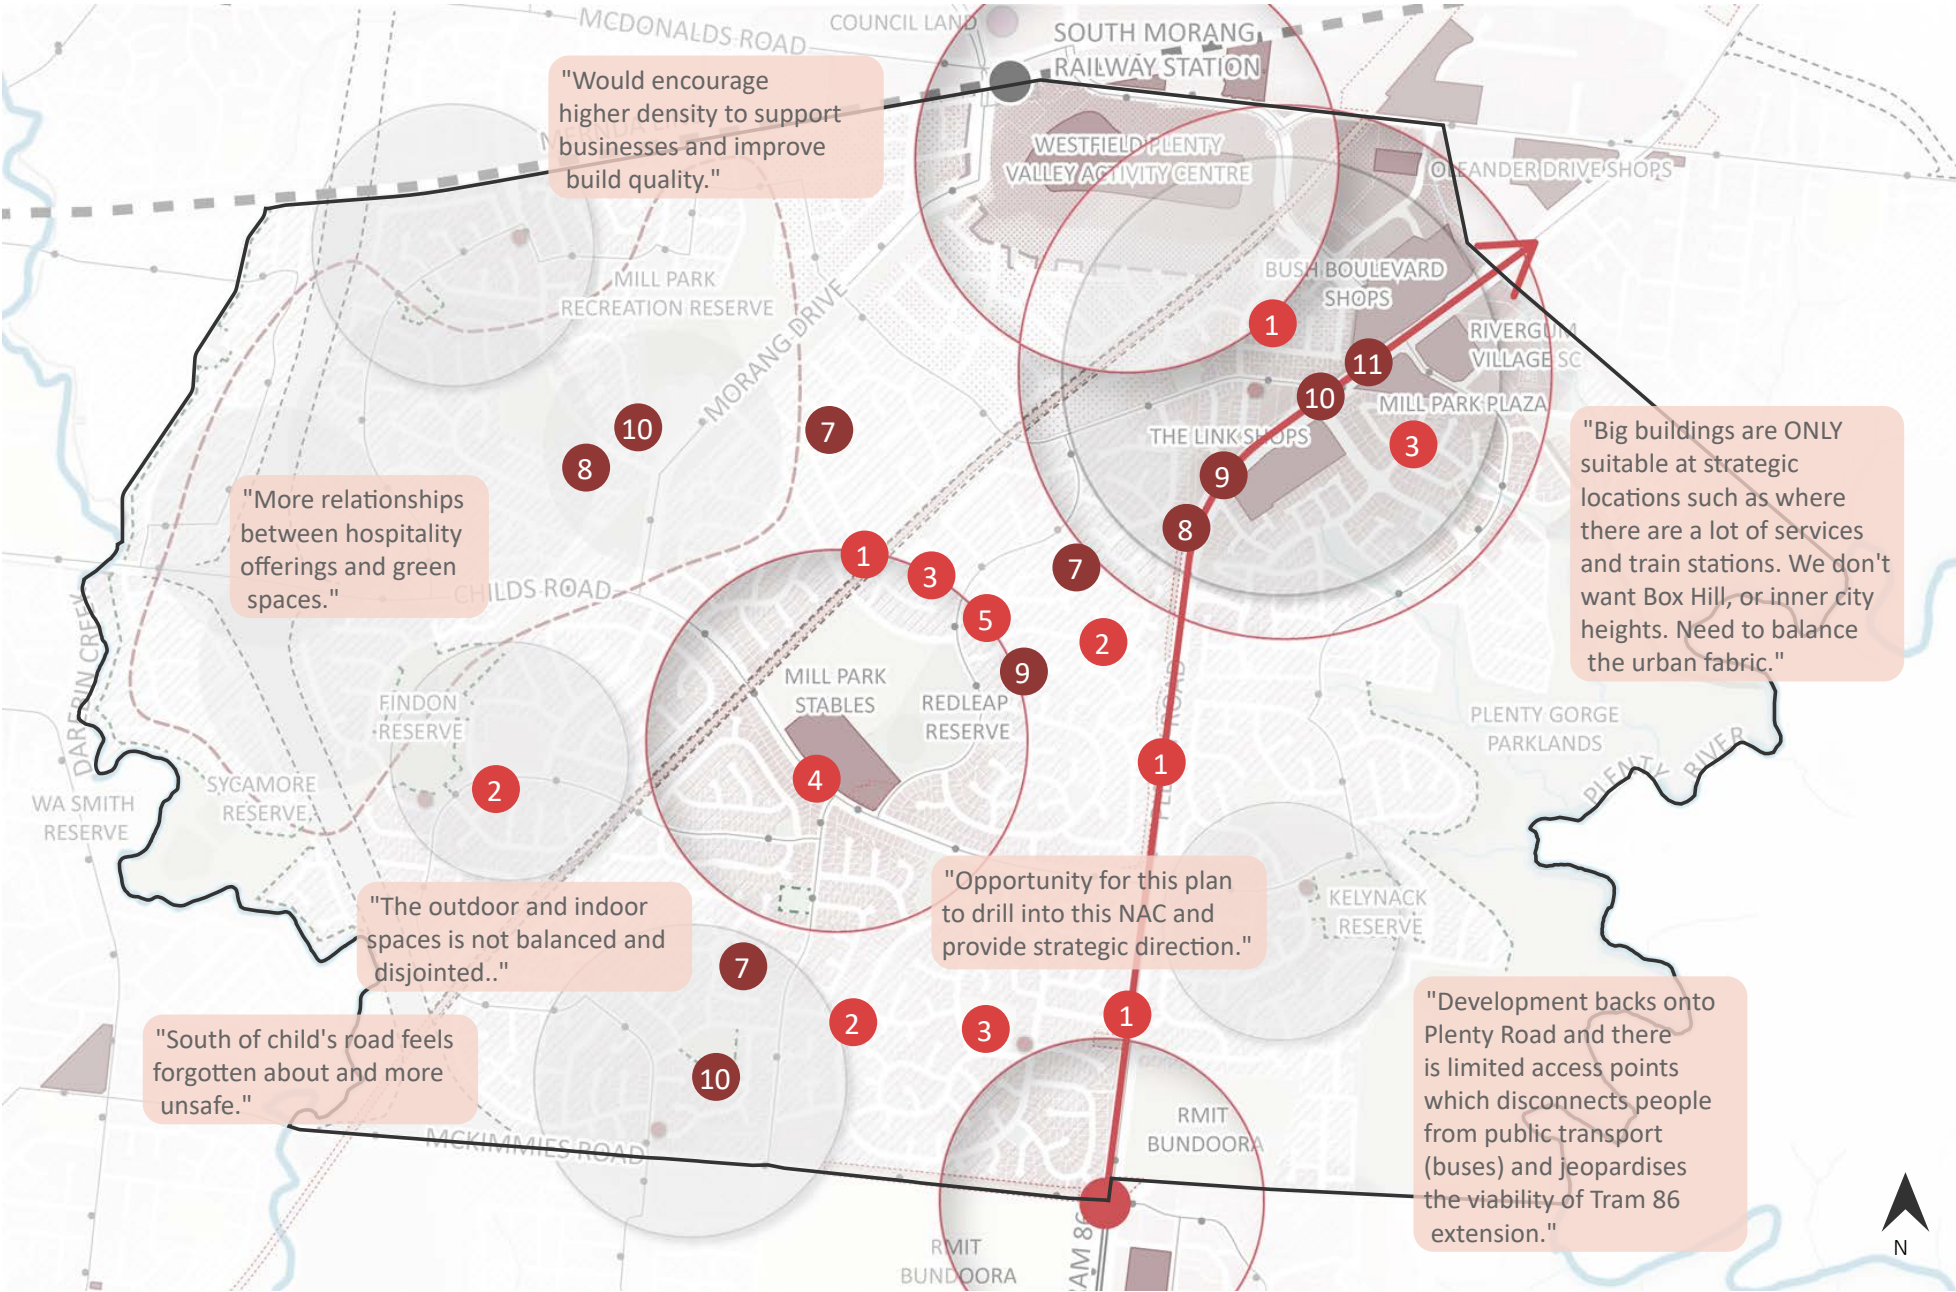 MCDONALDS ROAD
COUNCIL LAND
SOUTH MORANG
RAILWAY STATION
"Would encourage
higher density to support
businesses and improve
build quality."
WESTFIELD PLENTY
VALLEY ACTIVITY CENTRE
OLEANDER DRIVE SHOPS
MILL PARK
RECREATION RESERVE
MORANG DRIVE
BUSH BOULEVARD
SHOPS
1
RIVERGUM
VILLAGE SC
11
10
MILL PARK PLAZA
10
7
8
THE LINK SHOPS
3
9
8
"Big buildings are ONLY
suitable at strategic
locations such as where
there are a lot of services
and train stations. We don't
want Box Hill, or inner city
heights. Need to balance
the urban fabric."
"More relationships
between hospitality
offerings and green
spaces."
CHILDS ROAD
1
3
5
7
2
9
DAREBIN CREEK
MILL PARK
STABLES
REDLEAP
RESERVE
FINDON
RESERVE
PLENTY GORGE
PARKLANDS
PLENTY RIVER
ROAD
1
4
2
SYCAMORE
RESERVE
WA SMITH
RESERVE
"The outdoor and indoor
spaces is not balanced and
disjointed.."
"Opportunity for this plan
to drill into this NAC and
provide strategic direction."
KELYNACK
RESERVE
7
2
3
1
10
"South of child's road feels
forgotten about and more
unsafe."
MCKIMMIES ROAD
RMIT
BUNDOORA
"Development backs onto
Plenty Road and there
is limited access points
which disconnects people
from public transport
(buses) and jeopardises
the viability of Tram 86
extension."
RMIT
BUNDOORA
86
N